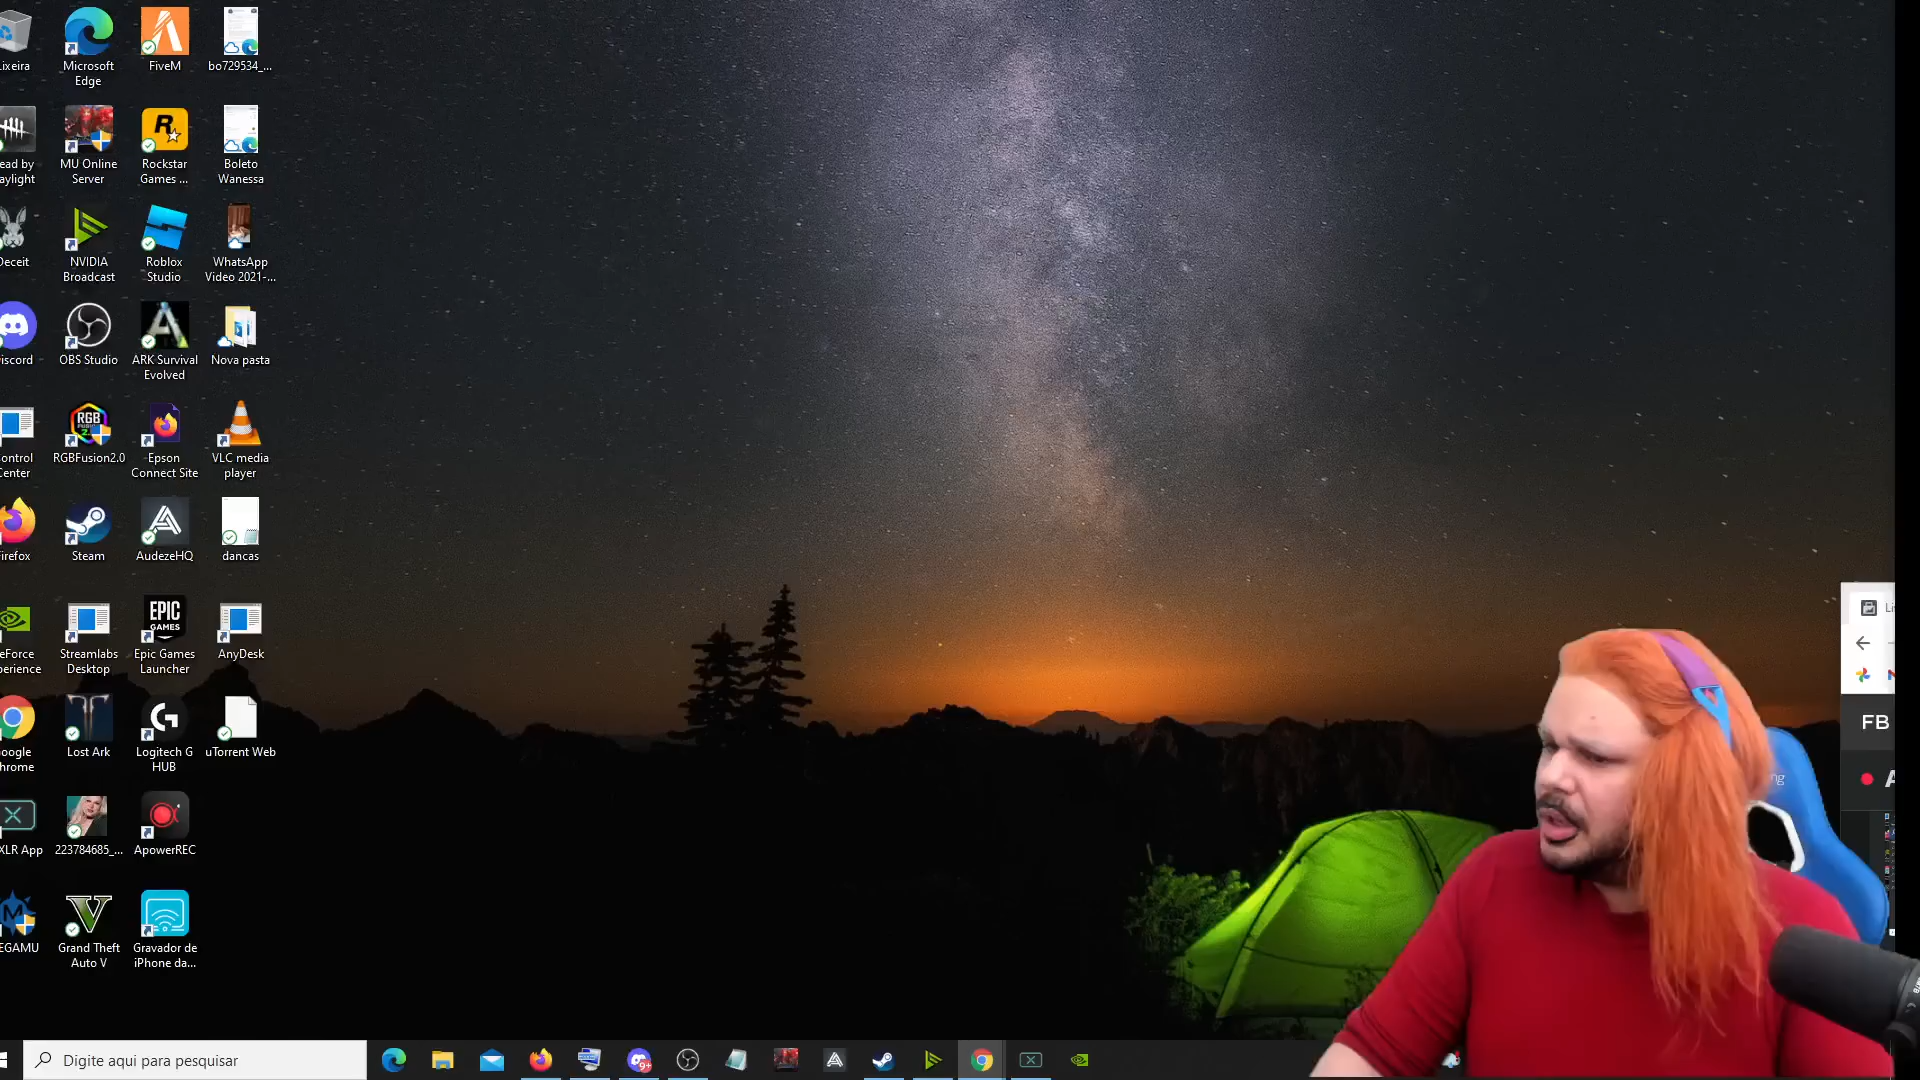 ixeira
Microsoft
Edge
FiveM
bo729534_...
ead by
aylight
MU Online
Server
Rockstar
Games ...
Boleto
Wanessa
Deceit
NVIDIA
Broadcast
Roblox
Studio
WhatsApp
Video 2021-...
iscord
OBS Studio
ARK Survival
Evolved
Nova pasta
ontrol
Center
RGB
RGBFusion2.0
Epson
Connect Site
VLC media
player
irefox
Steam
AudezeHQ
dancas
eForce
perience
Streamlabs
Desktop
EPIC
GAMES
Epic Games
Launcher
AnyDesk
oogle
hrome
Lost Ark
Logitech G
HUB
uTorrent Web
XLR App
223784685_...
ApowerREC
EGAMU
Grand Theft
Auto V
Gravador de
iPhone da...
FB
Digite aqui para pesquisar
9+